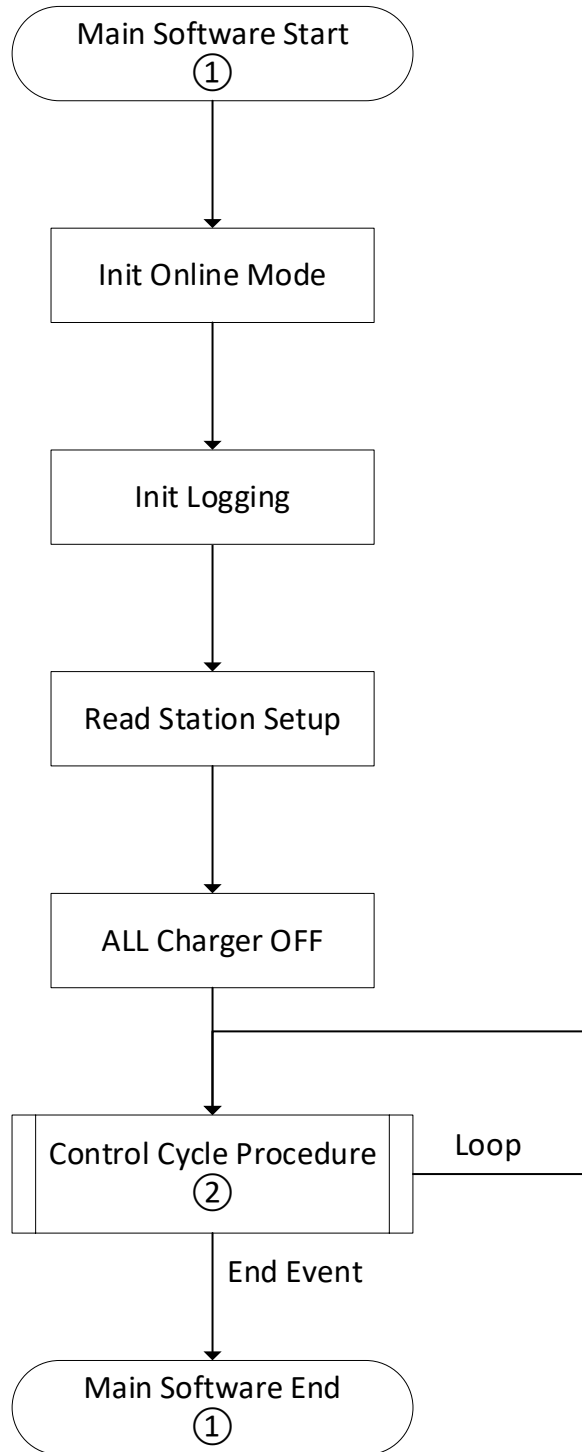 Main Software Start
①
Init Online Mode
Init Logging
Read Station Setup
ALL Charger OFF
Control Cycle Procedure
②
Loop
End Event
Main Software End
①